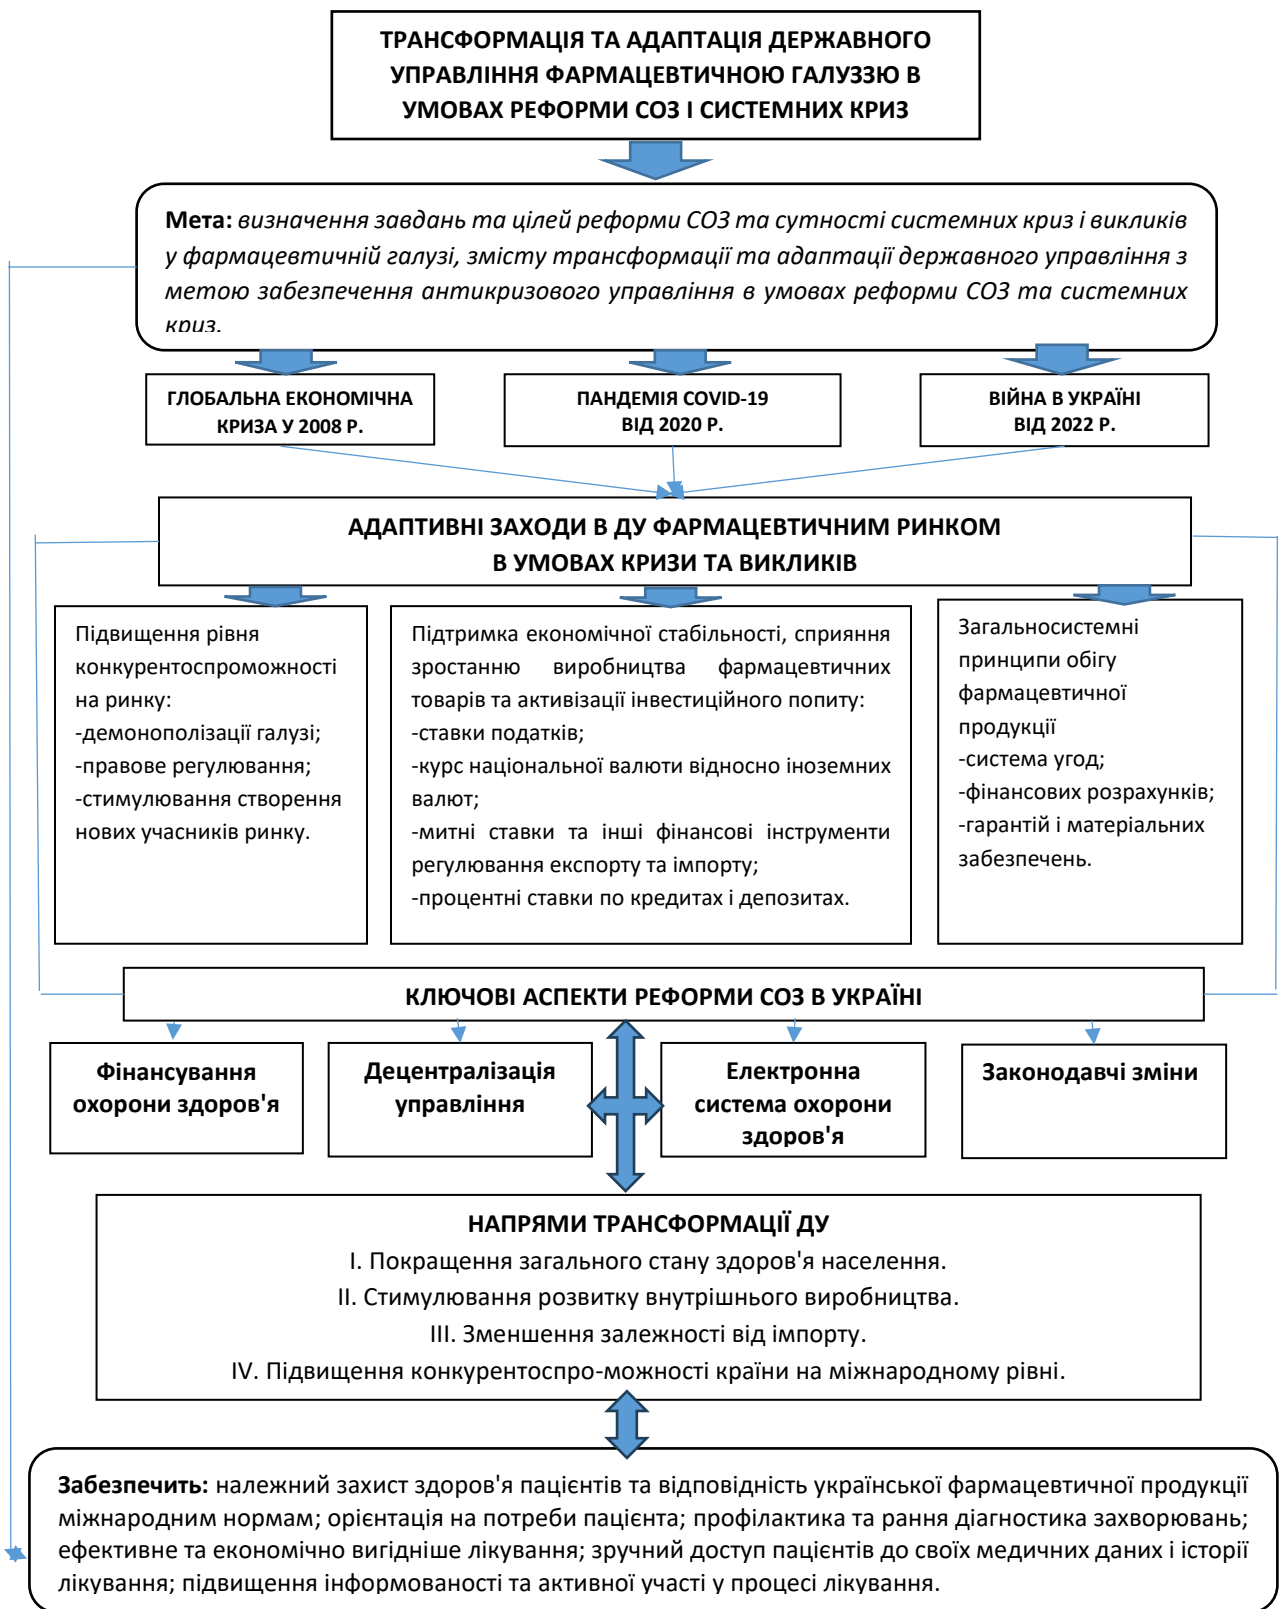 ТРАНСФОРМАЦІЯ ТА АДАПТАЦІЯ ДЕРЖАВНОГО
УПРАВЛІННЯ ФАРМАЦЕВТИЧНОЮ ГАЛУЗЗЮ В
УМОВАХ РЕФОРМИ СОЗ І СИСТЕМНИХ КРИЗ
Мета: визначення завдань та цілей реформи СОЗ та сутності системних криз і викликів
у фармацевтичній галузі, змісту трансформації та адаптації державного управління з
метою забезпечення антикризового управління в умовах реформи СОЗ та системних
криз.
ГЛОБАЛЬНА ЕКОНОМІЧНА
КРИЗА У 2008 Р.
ПАНДЕМІЯ COVID-19
ВІД 2020 Р.
ВІЙНА В УКРАЇНІ
ВІД 2022 Р.
АДАПТИВНІ ЗАХОДИ В ДУ ФАРМАЦЕВТИЧНИМ РИНКОМ
В УМОВАХ КРИЗИ ТА ВИКЛИКІВ
Підвищення рівня
конкурентоспроможності
на ринку:
-демонополізації галузі;
-правове регулювання;
-стимулювання створення
нових учасників ринку.
Підтримка економічної стабільності, сприяння
зростанню виробництва фармацевтичних
товарів та активізації інвестиційного попиту:
-ставки податків;
-курс національної валюти відносно іноземних
валют;
-митні ставки та інші фінансові інструменти
регулювання експорту та імпорту;
-процентні ставки по кредитах і депозитах.
Загальносистемні
принципи обігу
фармацевтичної
продукції
-система угод;
-фінансових розрахунків;
-гарантій і матеріальних
забезпечень.
КЛЮЧОВІ АСПЕКТИ РЕФОРМИ СОЗ В УКРАЇНІ
Фінансування
охорони здоров'я
Децентралізація
управління
Електронна
система охорони
здоров'я
Законодавчі зміни
НАПРЯМИ ТРАНСФОРМАЦІЇ ДУ
І. Покращення загального стану здоров'я населення.
ІІ. Стимулювання розвитку внутрішнього виробництва.
ІІІ. Зменшення залежності від імпорту.
IV. Підвищення конкурентоспро-можності країни на міжнародному рівні.
Забезпечить: належний захист здоров'я пацієнтів та відповідність української фармацевтичної продукції
міжнародним нормам; орієнтація на потреби пацієнта; профілактика та рання діагностика захворювань;
ефективне та економічно вигідніше лікування; зручний доступ пацієнтів до своїх медичних даних і історії
лікування; підвищення інформованості та активної участі у процесі лікування.